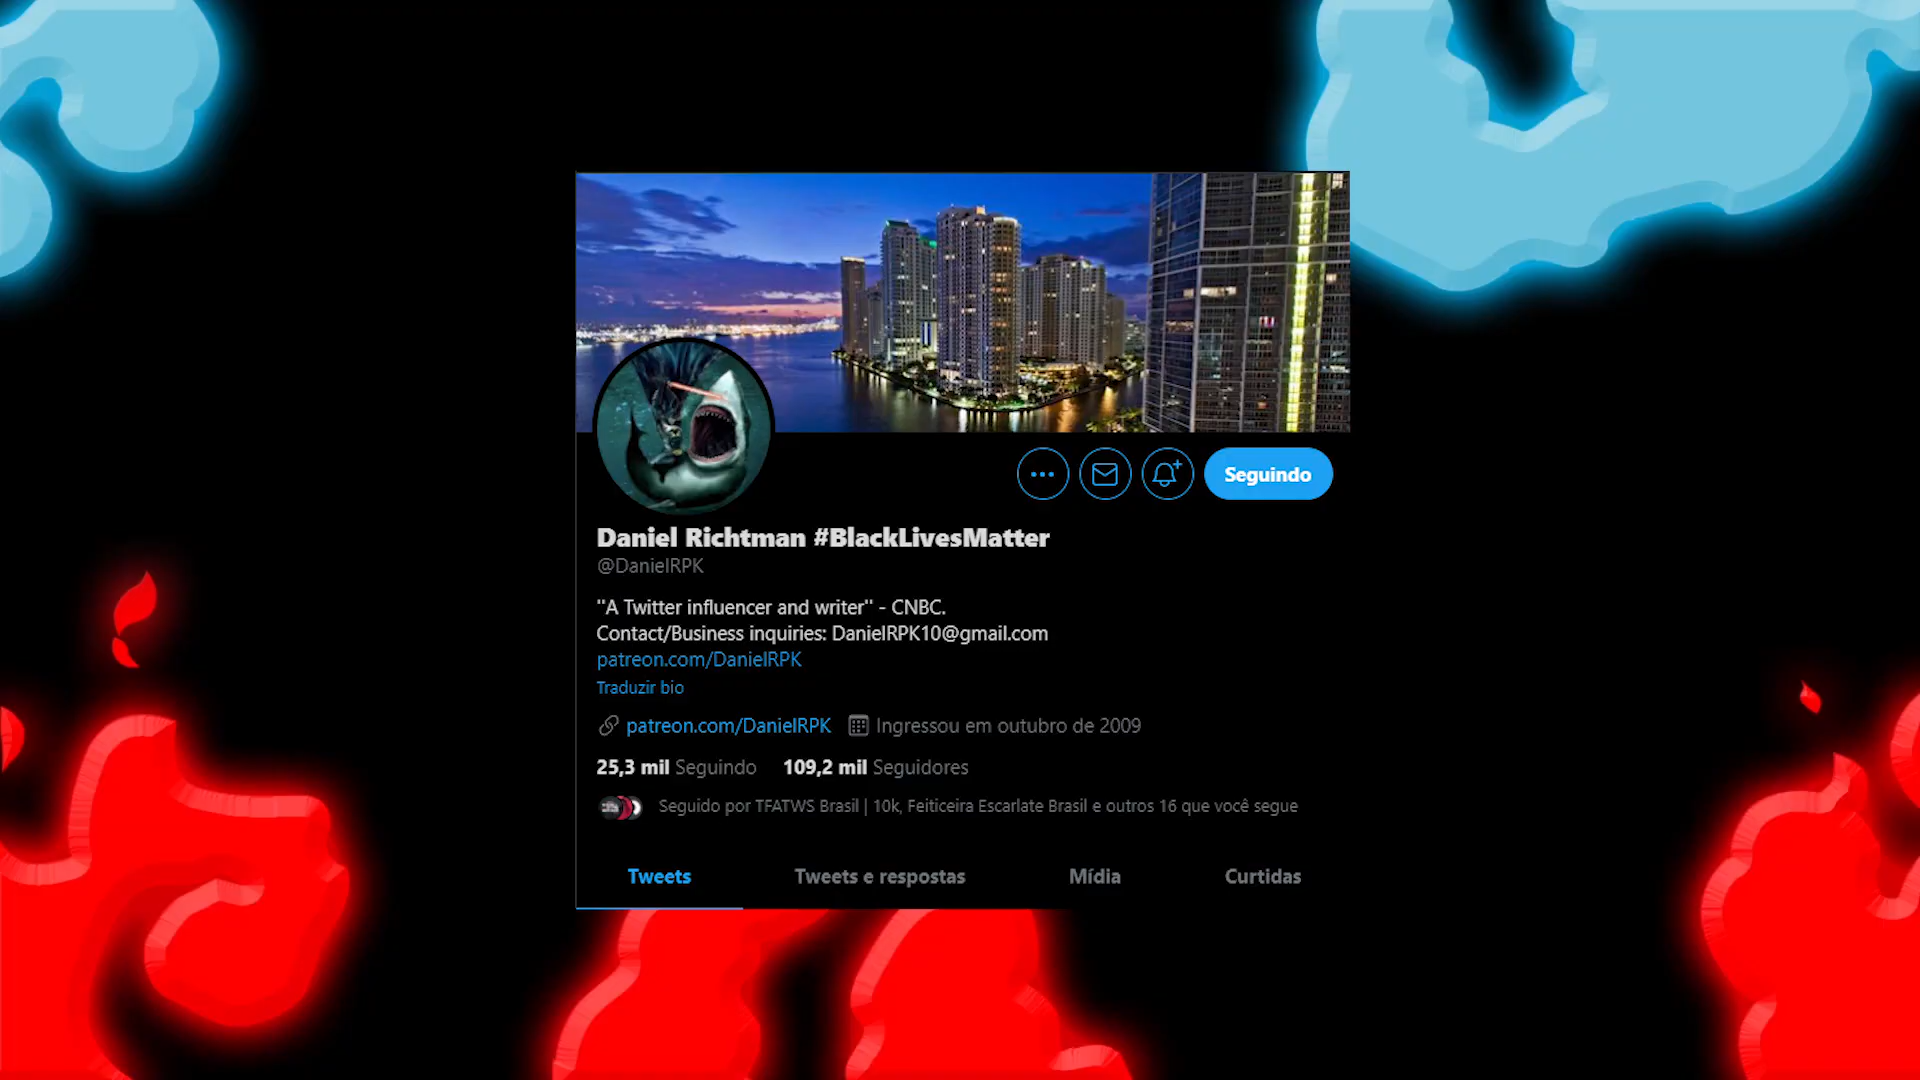 Seguindo
Daniel Richtman #BlackLivesMatter
@DanielRPK
"A Twitter influencer and writer" - CNBC.
Contact/Business inquiries: DanielRPK10@gmail.com
patreon.com/DanielRPK
Traduzir bio
patreon.com/DanielRPK Ingressou em outubro de 2009
25,3 mil Seguindo 109,2 mil Seguidores
Seguido por TFATWS Brasil | 10k, Feiticeira Escarlate Brasil e outros 16 que você segue
Tweets Tweets e respostas Mídia Curtidas